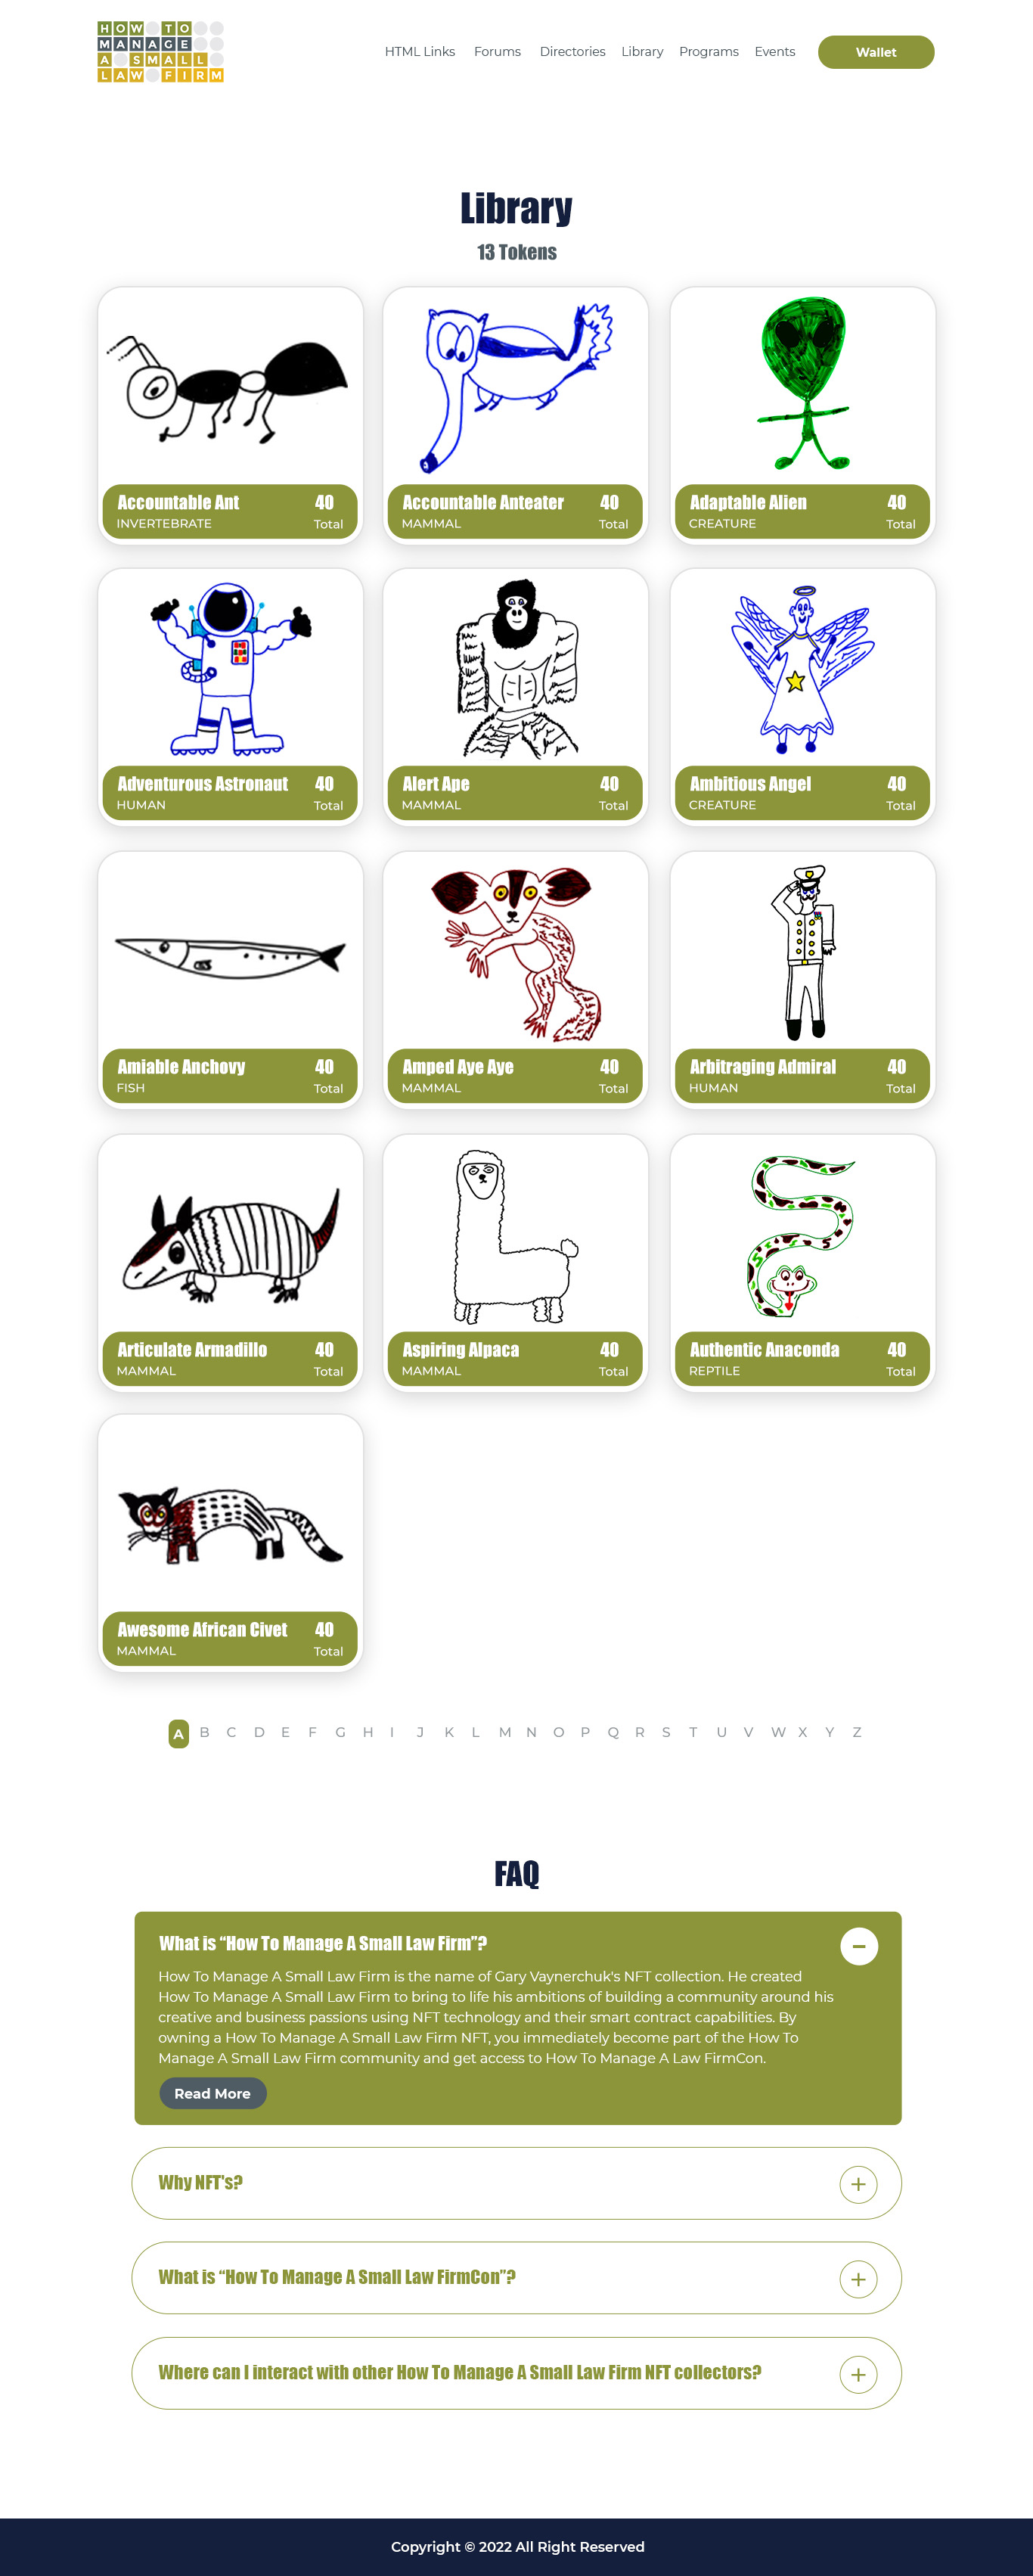 HOW TO
MANAGE
A SMALL
LAW FIRM
HTML Links Forums Directories Library Programs Events Wallet
Library
13 Tokens
Accountable Ant 40
INVERTEBRATE Total
Accountable Anteater 40
MAMMAL Total
Adaptable Alien 40
CREATURE Total
Adventurous Astronaut 40
HUMAN Total
Alert Ape 40
MAMMAL Total
Ambitious Angel 40
CREATURE Total
Amiable Anchovy 40
FISH Total
Amped Aye Aye 40
MAMMAL Total
Arbitraging Admiral 40
HUMAN Total
Articulate Armadillo 40
MAMMAL Total
Aspiring Alpaca 40
MAMMAL Total
Authentic Anaconda 40
REPTILE Total
Awesome African Civet 40
MAMMAL Total
A B C D E F G H I J K L M N O P Q R S T U V W X Y Z
FAQ
What is “How To Manage A Small Law Firm”?
How To Manage A Small Law Firm is the name of Gary Vaynerchuk's NFT collection. He created
How To Manage A Small Law Firm to bring to life his ambitions of building a community around his
creative and business passions using NFT technology and their smart contract capabilities. By
owning a How To Manage A Small Law Firm NFT, you immediately become part of the How To
Manage A Small Law Firm community and get access to How To Manage A Law FirmCon.
Read More
Why NFT's?
What is “How To Manage A Small Law FirmCon”?
Where can I interact with other How To Manage A Small Law Firm NFT collectors?
Copyright © 2022 All Right Reserved